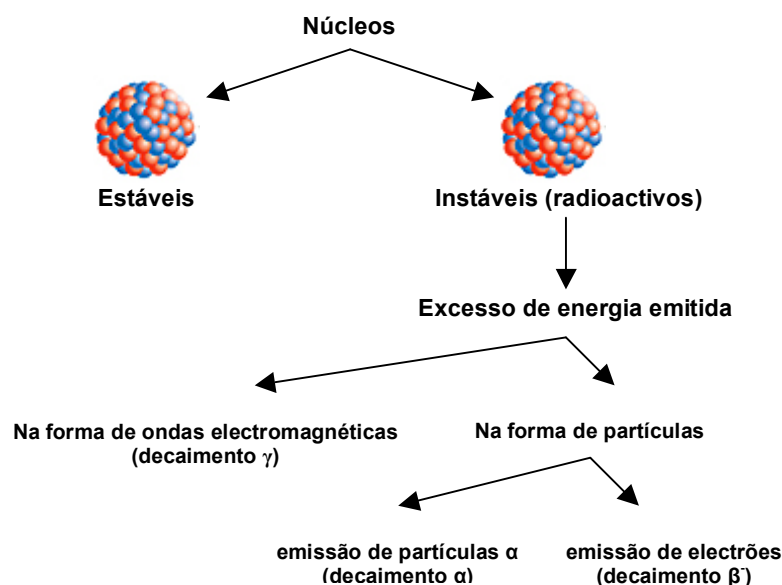 Núcleos
Estáveis
Instáveis (radioactivos)
Excesso de energia emitida
Na forma de ondas electromagnéticas
(decaimento γ)
Na forma de partículas
emissão de partículas α
(decaimento α)
emissão de electrões
(decaimento β⁻)